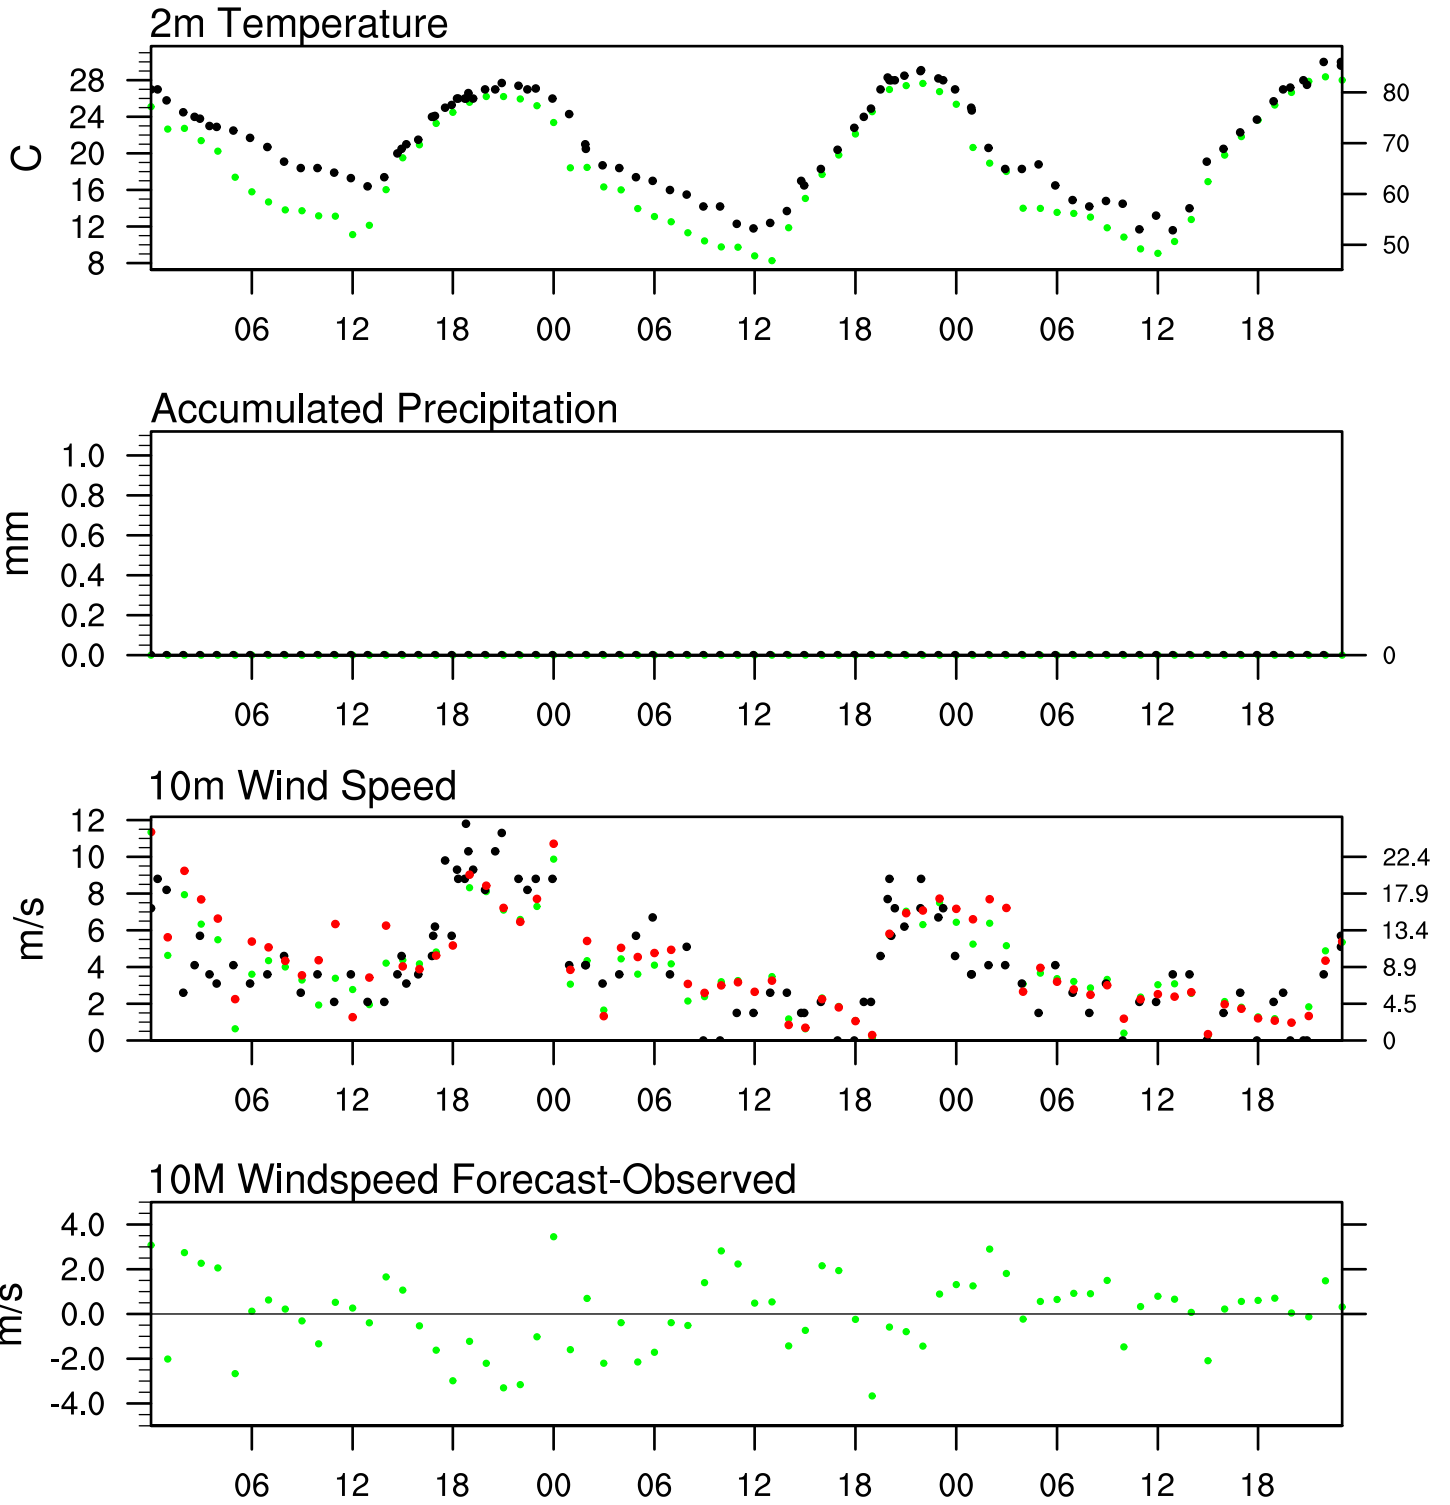 2m Temperature
C
28
24
20
16
12
8
80
70
60
50
06 12 18 00 06 12 18 00 06 12 18
Accumulated Precipitation
mm
1.0
0.8
0.6
0.4
0.2
0.0
0
06 12 18 00 06 12 18 00 06 12 18
10m Wind Speed
m/s
12
10
8
6
4
2
0
22.4
17.9
13.4
8.9
4.5
0
06 12 18 00 06 12 18 00 06 12 18
10M Windspeed Forecast-Observed
m/s
4.0
2.0
0.0
-2.0
-4.0
06 12 18 00 06 12 18 00 06 12 18